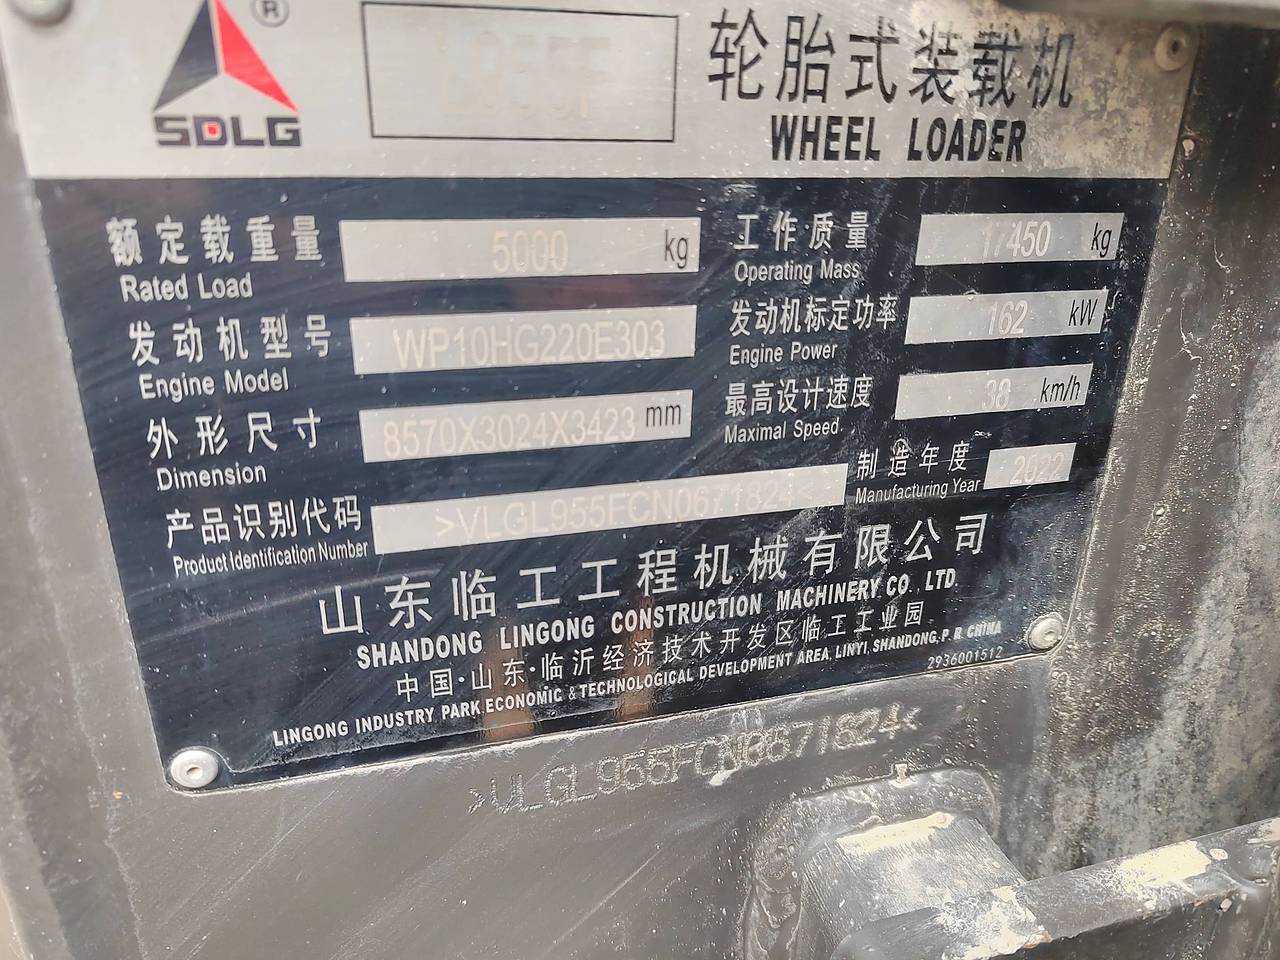 ®
SDLG
轮胎式装载机
WHEEL LOADER
额定载重量 5000 kg
Rated Load
工作质量 17450 kg
Operating Mass
发动机型号 WP10HG220E303
Engine Model
发动机标定功率 162 kW
Engine Power
外形尺寸 8570X3024X3423 mm
Dimension
最高设计速度 38 km/h
Maximal Speed
产品识别代码 >VLGL955FCN0671824<
Product Identification Number
制造年度 2022
Manufacturing Year
山东临工工程机械有限公司
SHANDONG LINGONG CONSTRUCTION MACHINERY CO., LTD.
中国·山东·临沂经济技术开发区临工工业园
LINGONG INDUSTRY PARK, ECONOMIC & TECHNOLOGICAL DEVELOPMENT AREA, LINYI, SHANDONG, P. R. CHINA
2936001512
>VLGL955FCN0671824<